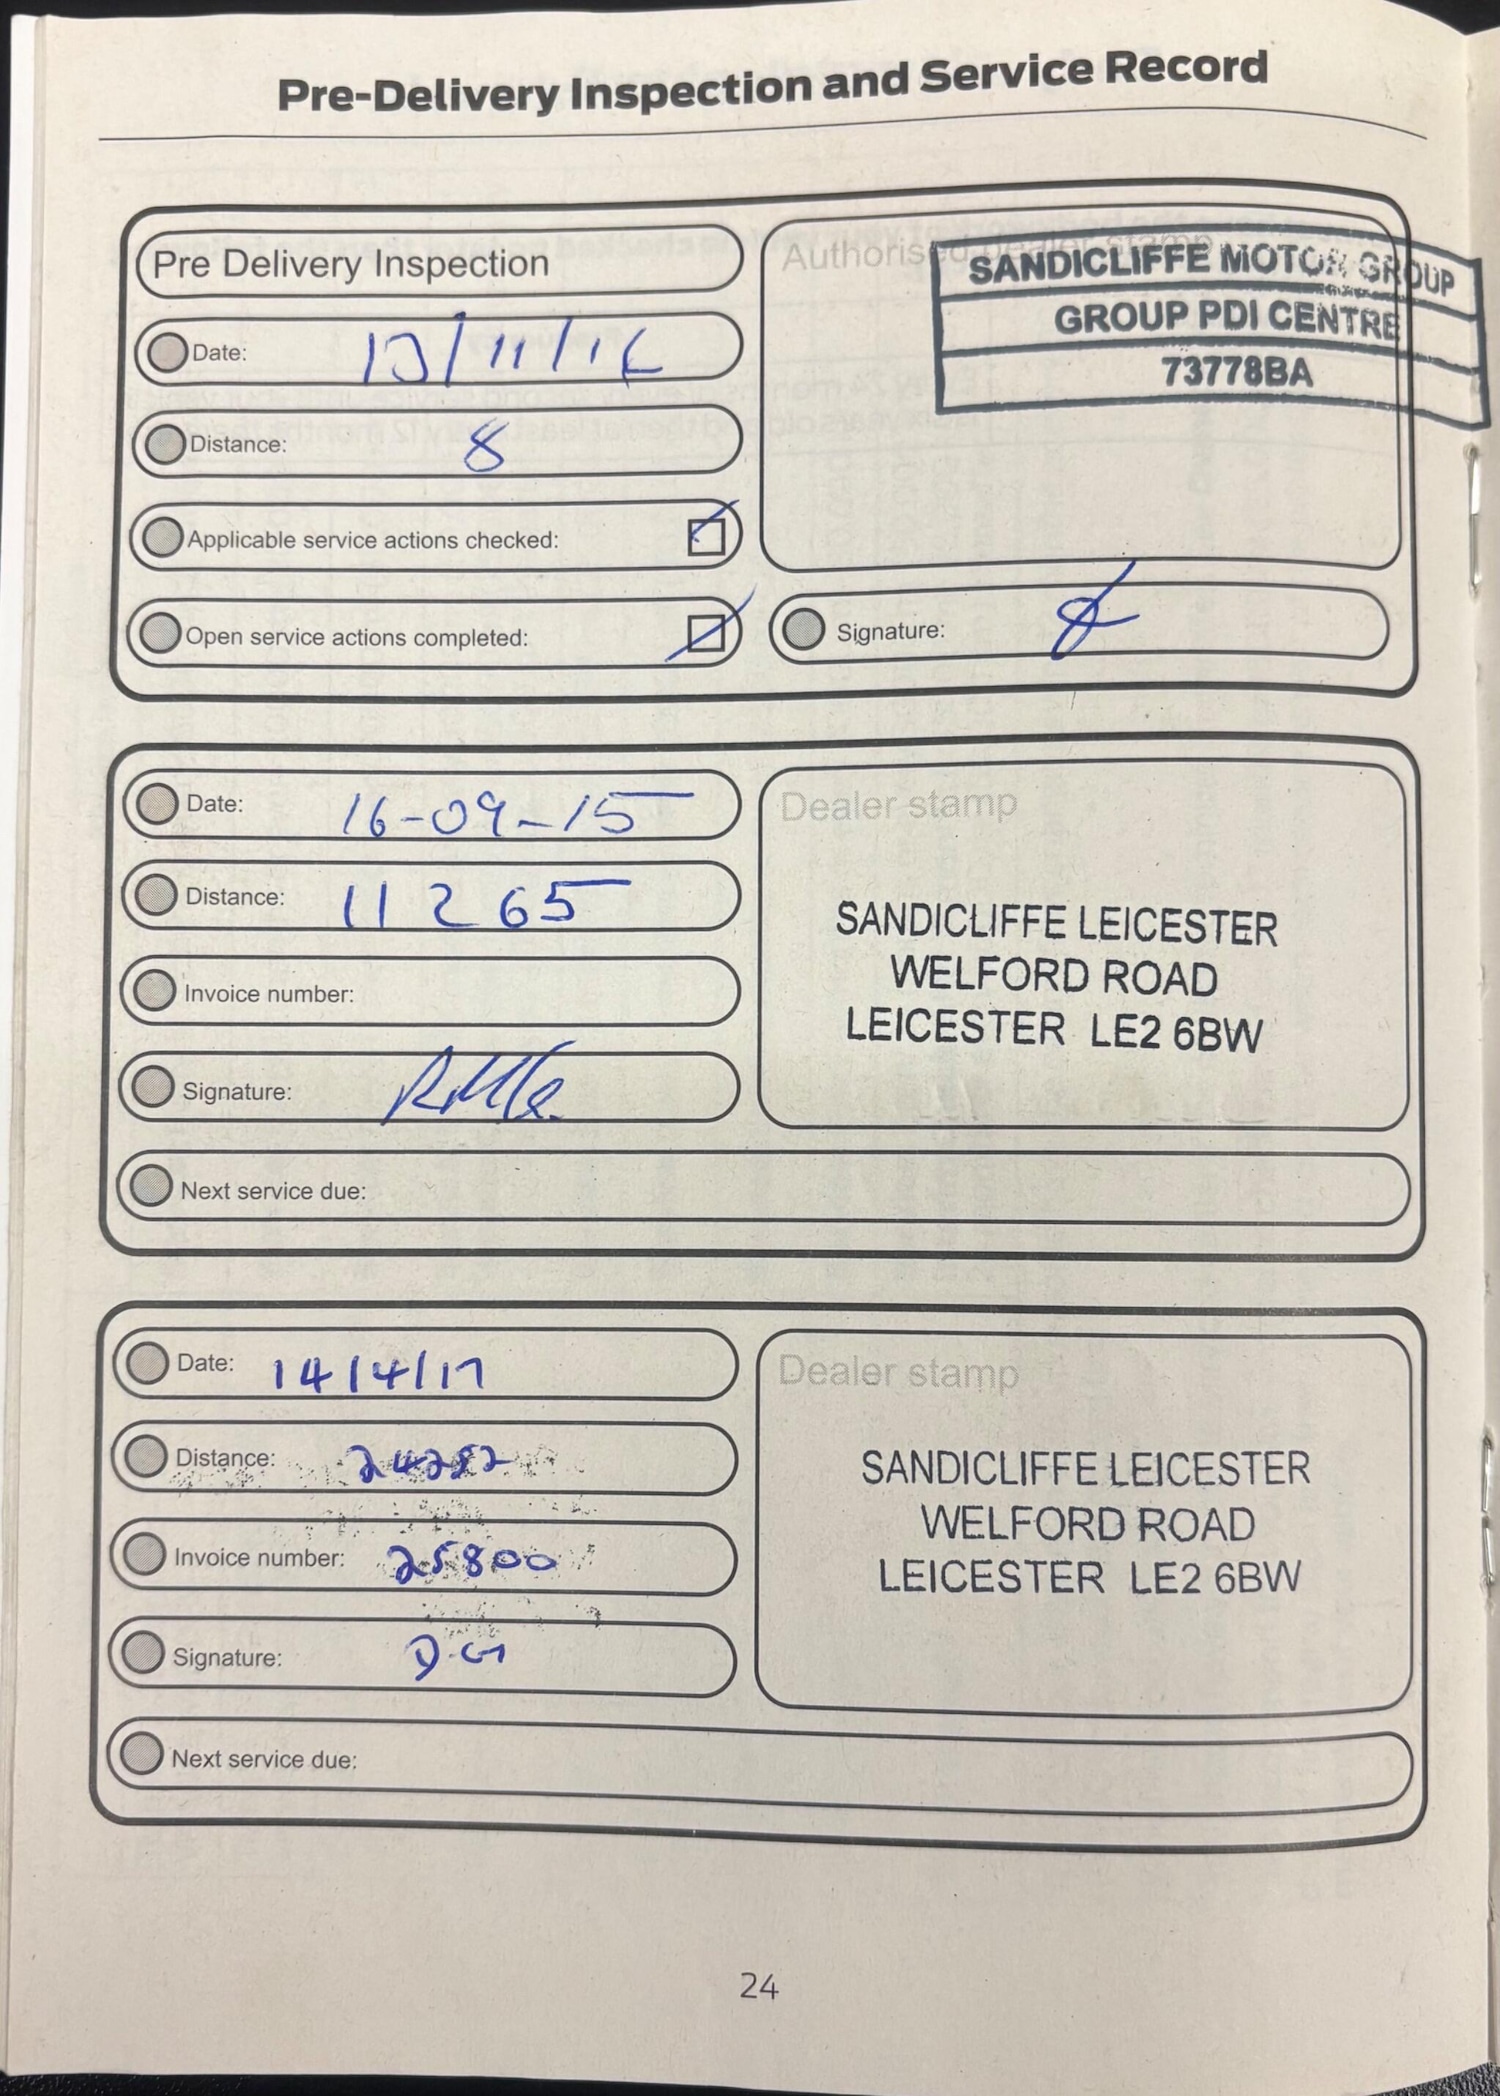 Pre-Delivery Inspection and Service Record
Pre Delivery Inspection
Date:
Distance: 8
Applicable service actions checked:
Open service actions completed:
Authorised dealer stamp
SANDICLIFFE MOTOR GROUP
GROUP PDI CENTRE
73778BA
Signature:
Date: 16-09-15
Distance: 11265
Invoice number:
Signature:
Next service due:
Dealer stamp
SANDICLIFFE LEICESTER
WELFORD ROAD
LEICESTER LE2 6BW
Date: 14/4/17
Distance: 24282
Invoice number: 25800
Signature: D.G
Next service due:
Dealer stamp
SANDICLIFFE LEICESTER
WELFORD ROAD
LEICESTER LE2 6BW
24